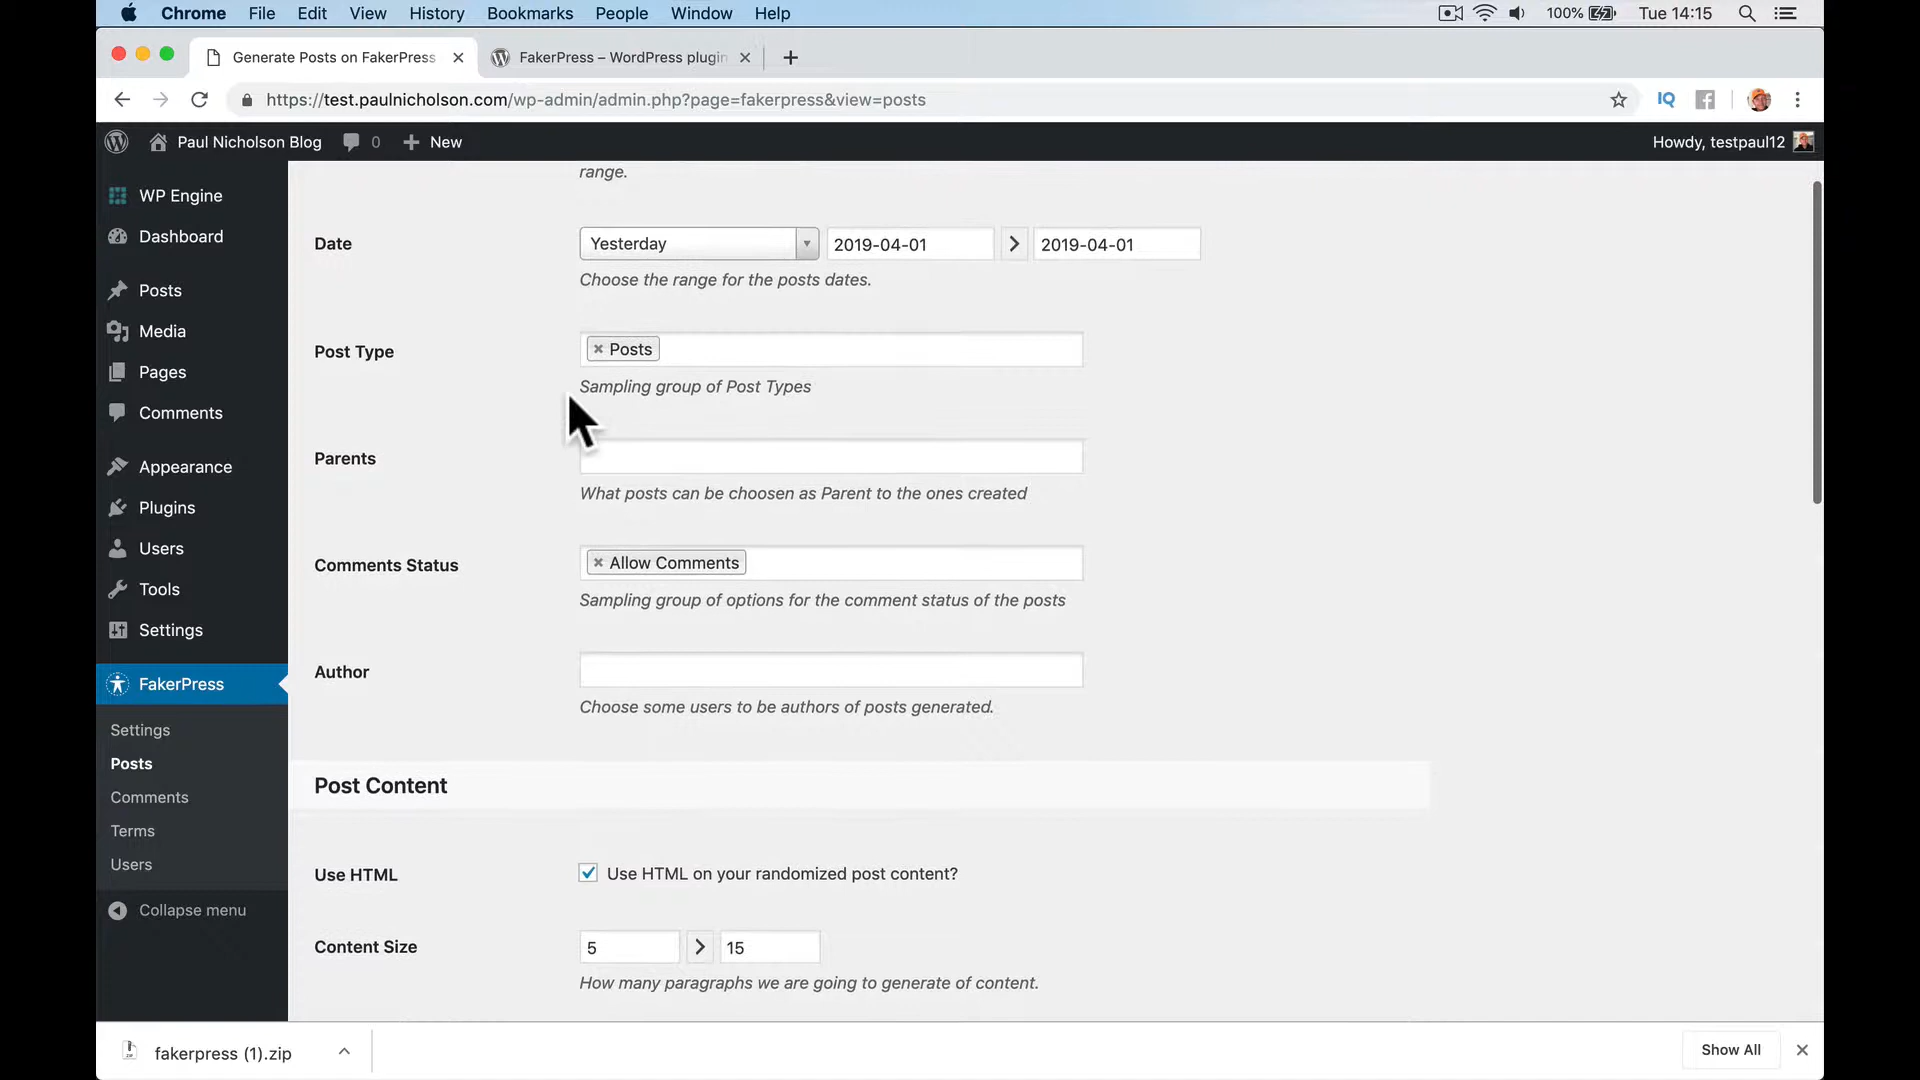 Chrome File Edit View History Bookmarks People Window Help 100% Tue 14:15
Generate Posts on FakerPress FakerPress – WordPress plugin
https://test.paulnicholson.com/wp-admin/admin.php?page=fakerpress&view=posts IQ
Paul Nicholson Blog 0 New Howdy, testpaul12
WP Engine
Dashboard
Posts
Media
Pages
Comments
Appearance
Plugins
Users
Tools
Settings
FakerPress
Settings
Posts
Comments
Terms
Users
Collapse menu
range.
Date Yesterday 2019-04-01 2019-04-01
Choose the range for the posts dates.
Post Type × Posts
Sampling group of Post Types
Parents
What posts can be choosen as Parent to the ones created
Comments Status × Allow Comments
Sampling group of options for the comment status of the posts
Author
Choose some users to be authors of posts generated.
Post Content
Use HTML Use HTML on your randomized post content?
Content Size 5 15
How many paragraphs we are going to generate of content.
fakerpress (1).zip Show All